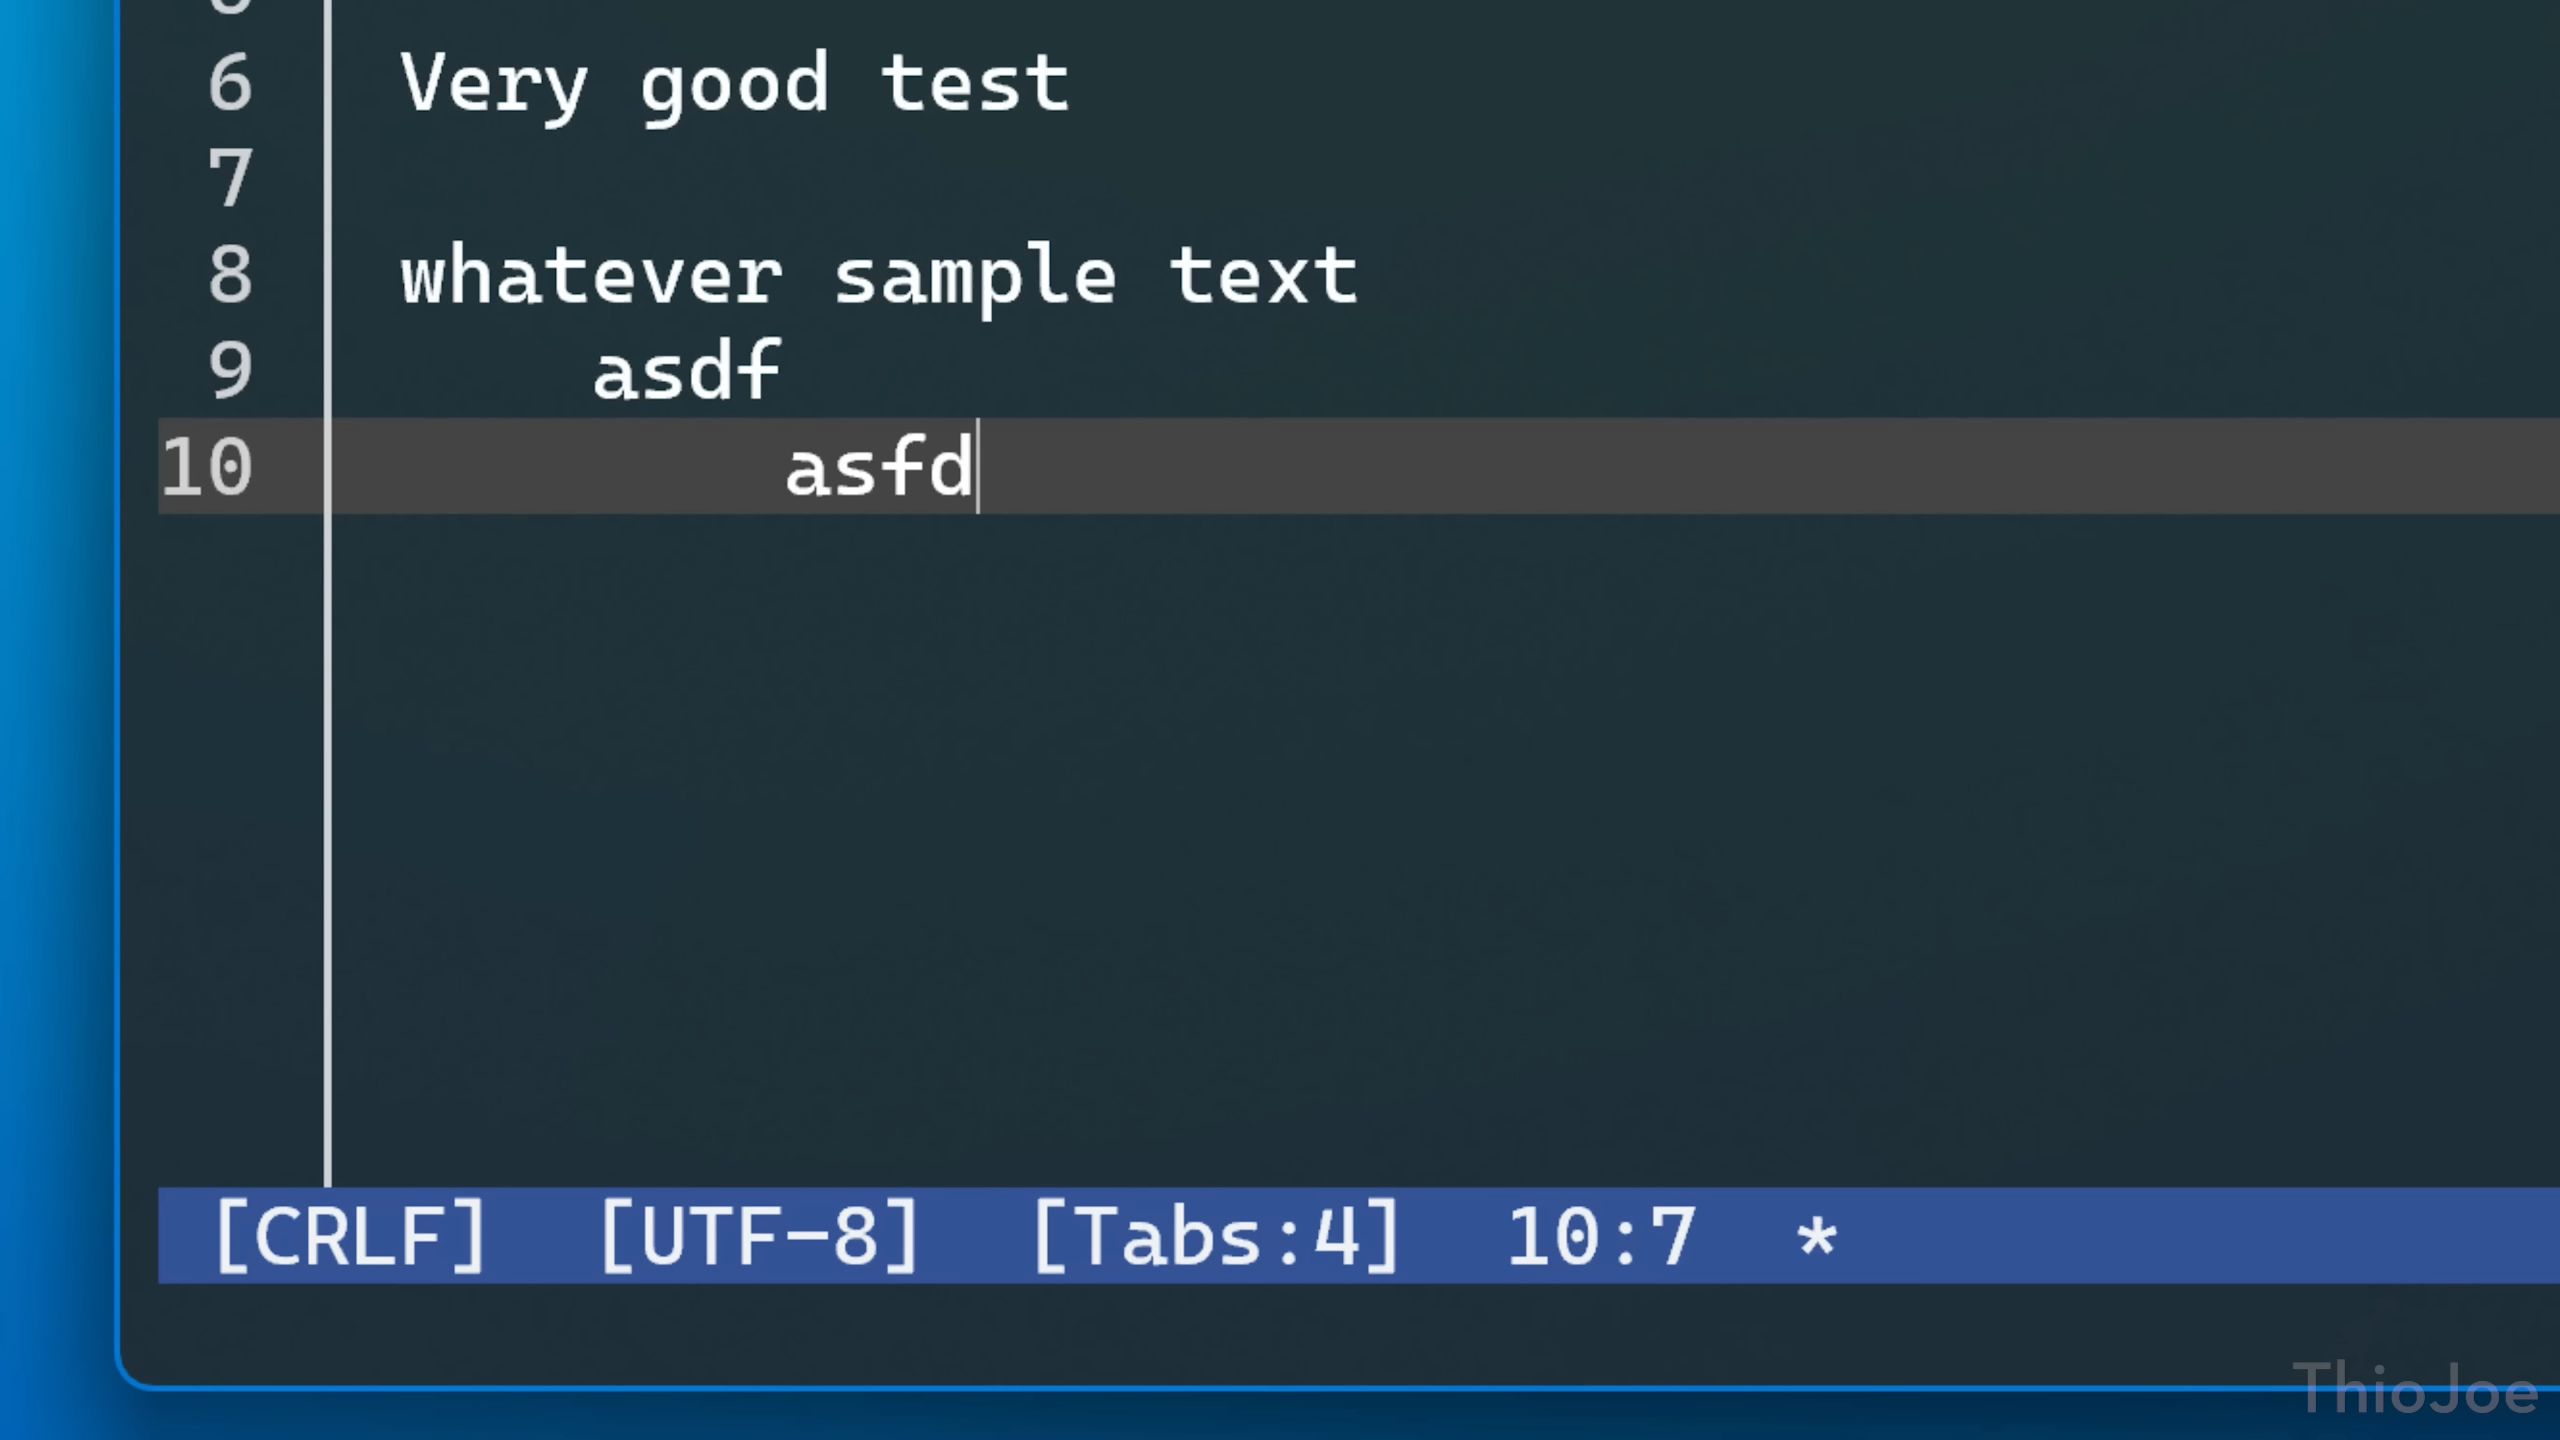 6 Very good test
7
8 whatever sample text
9 asdf
10 asfd
[CRLF] [UTF-8] [Tabs:4] 10:7 *
ThioJoe